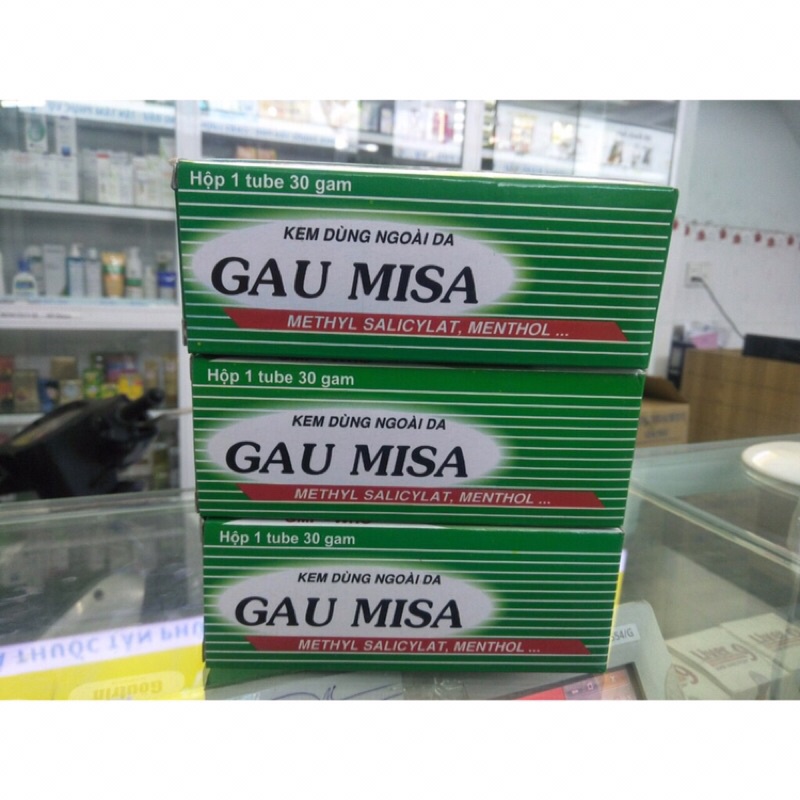 Hộp 1 tube 30 gam
KEM DÙNG NGOÀI DA
GAU MISA
METHYL SALICYLAT, MENTHOL ...
Hộp 1 tube 30 gam
KEM DÙNG NGOÀI DA
GAU MISA
METHYL SALICYLAT, MENTHOL ...
Hộp 1 tube 30 gam
KEM DÙNG NGOÀI DA
GAU MISA
METHYL SALICYLAT, MENTHOL ...
THUỐC TÂN